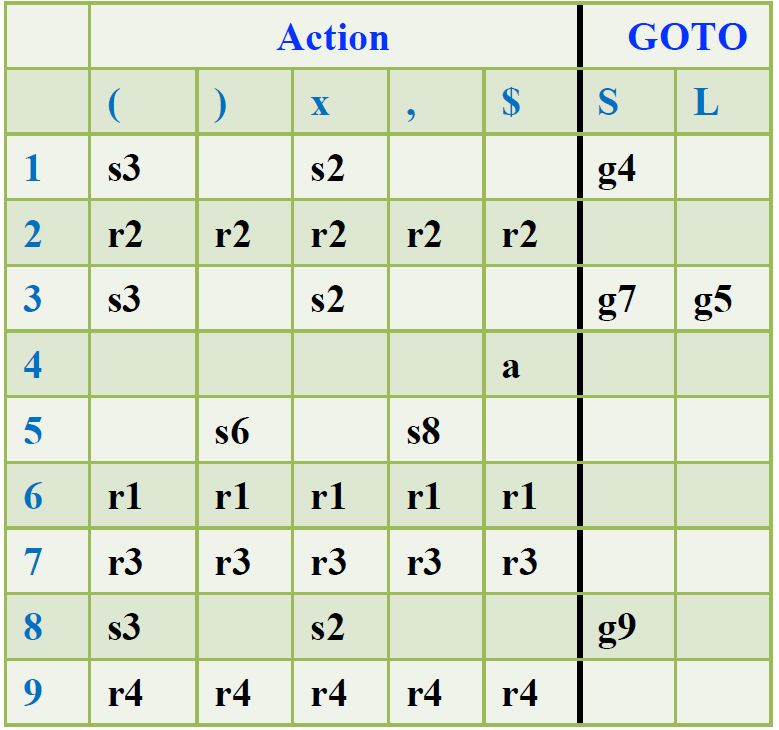 Action GOTO
( ) x , $ S L
1 s3 s2 g4
2 r2 r2 r2 r2 r2
3 s3 s2 g7 g5
4 a
5 s6 s8
6 r1 r1 r1 r1 r1
7 r3 r3 r3 r3 r3
8 s3 s2 g9
9 r4 r4 r4 r4 r4